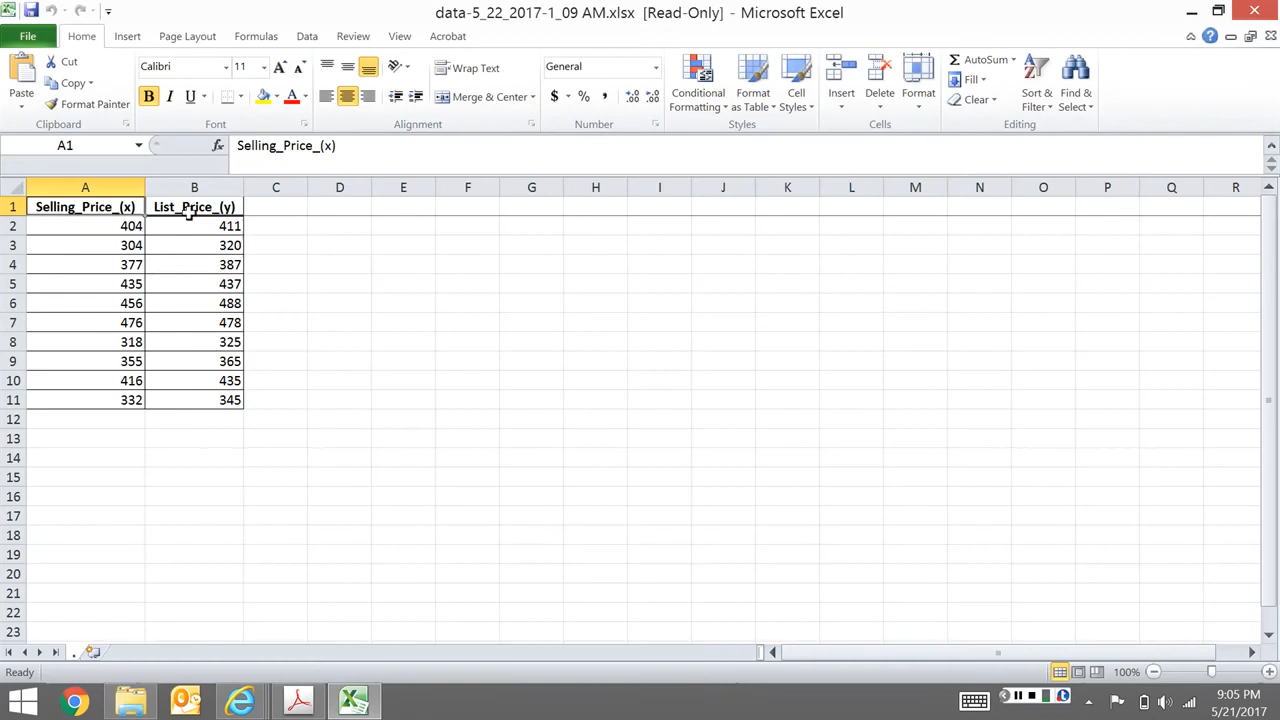 data-5_22_2017-1_09 AM.xlsx [Read-Only] - Microsoft Excel
File Home Insert Page Layout Formulas Data Review View Acrobat
Paste
Cut
Copy
Format Painter
Clipboard
Calibri 11
B I U A
Font
Wrap Text
Merge & Center
Alignment
General
$ % ,
Number
Conditional Formatting
Format as Table
Cell Styles
Styles
Insert Delete Format
Cells
AutoSum
Fill
Clear
Sort & Filter
Find & Select
Editing
A1 fx Selling_Price_(x)
A B C D E F G H I J K L M N O P Q R
1 Selling_Price_(x) List_Price_(y)
2 404 411
3 304 320
4 377 387
5 435 437
6 456 488
7 476 478
8 318 325
9 355 365
10 416 435
11 332 345
12
13
14
15
16
17
18
19
20
21
22
23
.
Ready 100%
9:05 PM
5/21/2017